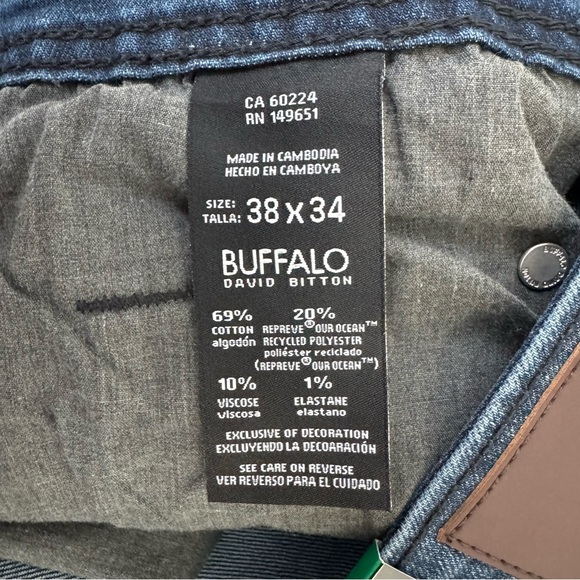 CA 60224
RN 149651
MADE IN CAMBODIA
HECHO EN CAMBOYA
SIZE:
TALLA: 38 x 34
BUFFALO
DAVID BITTON
69% 20%
COTTON REPREVE® OUR OCEAN™
algodón RECYCLED POLYESTER
poliéster reciclado
(REPREVE® OUR OCEAN™)
10% 1%
VISCOSE ELASTANE
viscosa elastano
EXCLUSIVE OF DECORATION
EXCLUYENDO LA DECOARACIÓN
SEE CARE ON REVERSE
VER REVERSO PARA EL CUIDADO